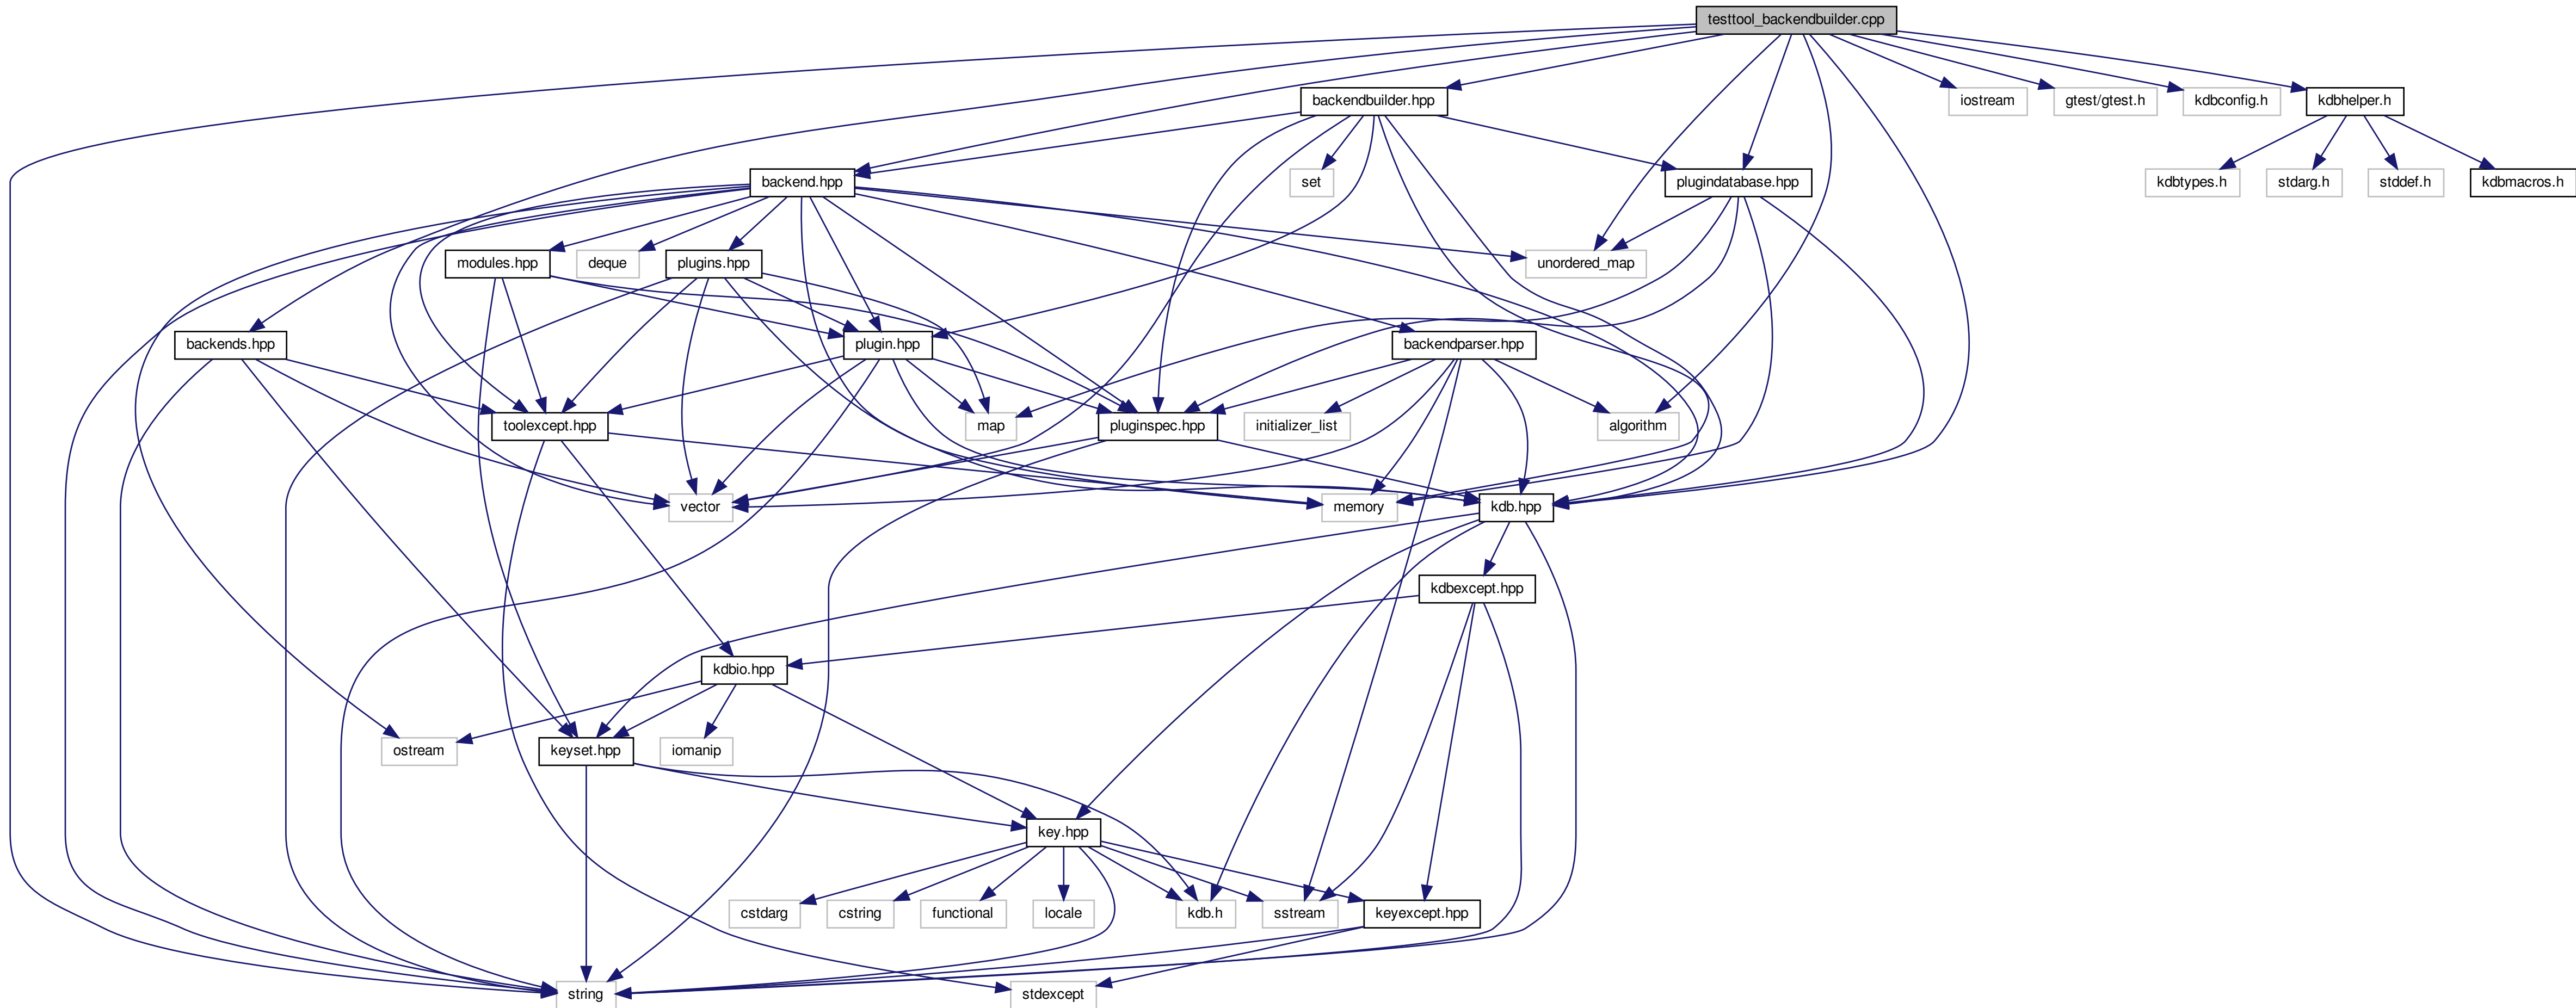 testtool_backendbuilder.cpp
backendbuilder.hpp
iostream
gtest/gtest.h
kdbconfig.h
kdbhelper.h
backend.hpp
set
plugindatabase.hpp
kdbtypes.h
stdarg.h
stddef.h
kdbmacros.h
modules.hpp
deque
plugins.hpp
unordered_map
backends.hpp
plugin.hpp
backendparser.hpp
toolexcept.hpp
map
pluginspec.hpp
initializer_list
algorithm
vector
memory
kdb.hpp
kdbexcept.hpp
kdbio.hpp
ostream
keyset.hpp
iomanip
key.hpp
cstdarg
cstring
functional
locale
kdb.h
sstream
keyexcept.hpp
string
stdexcept